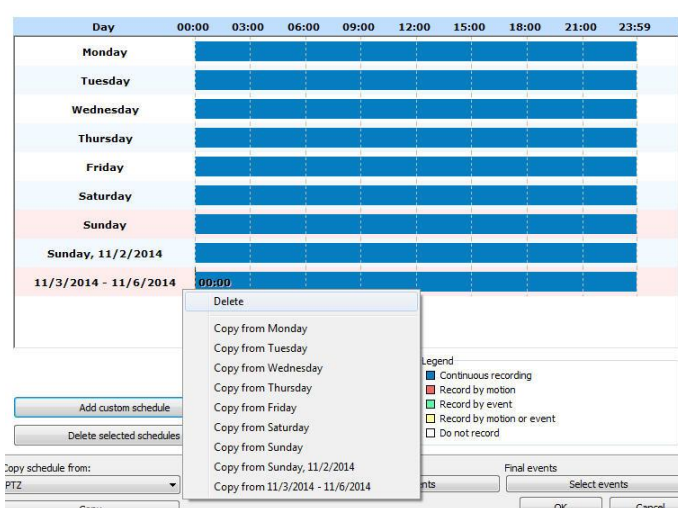 Day 00:00 03:00 06:00 09:00 12:00 15:00 18:00 21:00 23:59
Monday
Tuesday
Wednesday
Thursday
Friday
Saturday
Sunday
Sunday, 11/2/2014
11/3/2014 - 11/6/2014 00:00
Delete
Copy from Monday
Copy from Tuesday
Copy from Wednesday
Copy from Thursday
Copy from Friday
Copy from Saturday
Copy from Sunday
Copy from Sunday, 11/2/2014
Copy from 11/3/2014 - 11/6/2014
Legend
Continuous recording
Record by motion
Record by event
Record by motion or event
Do not record
Add custom schedule
Delete selected schedules
Copy schedule from:
PTZ
Final events
Select events
OK
Cancel